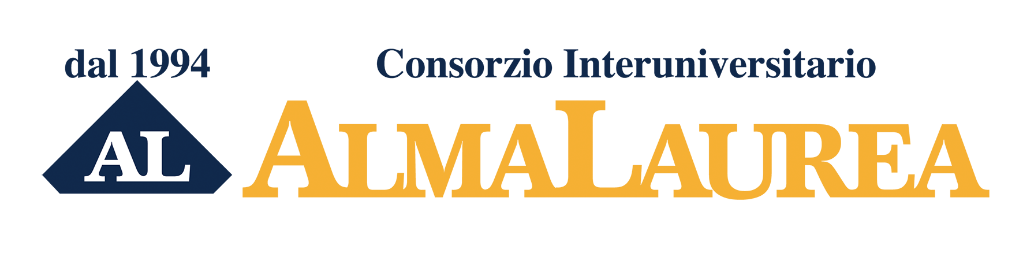 dal 1994
Consorzio Interuniversitario
AL
ALMALAUREA